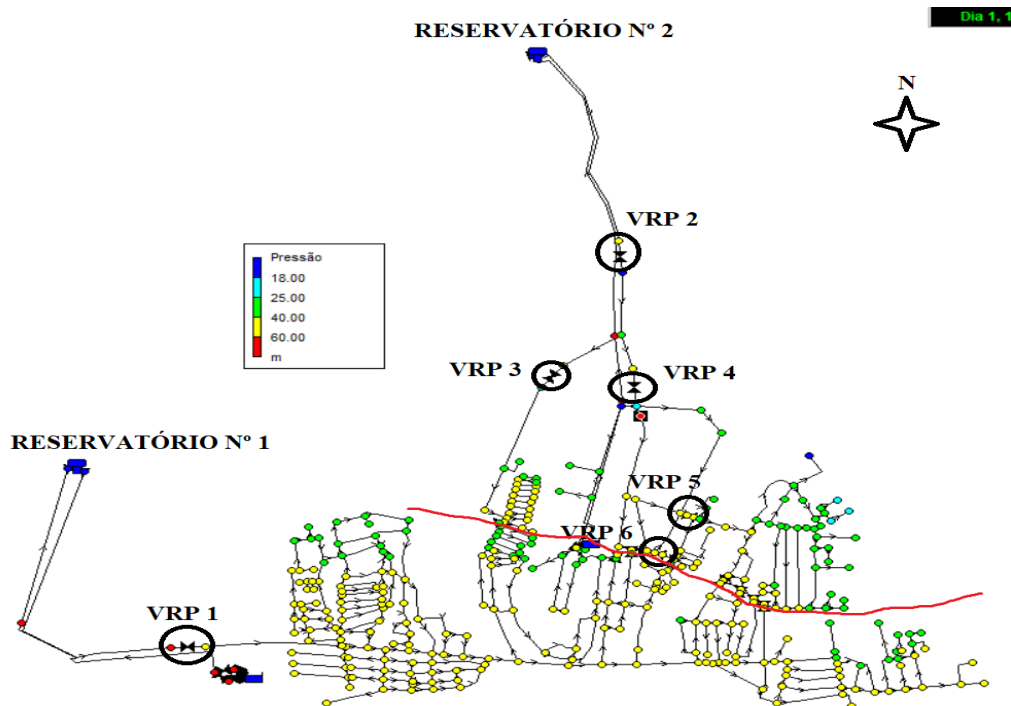 RESERVATÓRIO Nº 2
Dia 1, 1
N
VRP 2
Pressão
18.00
25.00
40.00
60.00
m
VRP 3
VRP 4
RESERVATÓRIO Nº 1
VRP 5
VRP 6
VRP 1